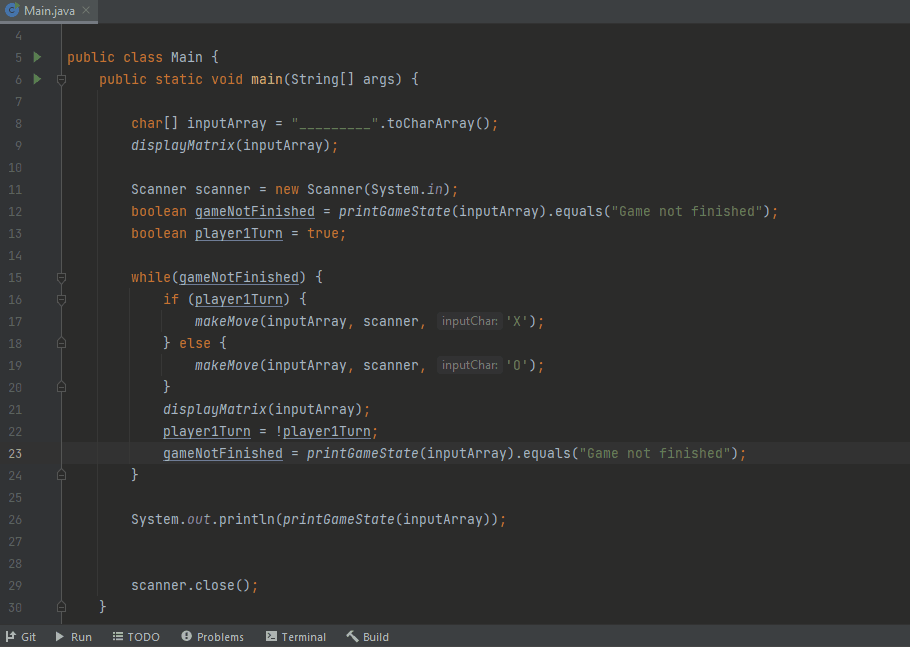 Main.java
4
5 public class Main {
6 public static void main(String[] args) {
7
8 char[] inputArray = "_________".toCharArray();
9 displayMatrix(inputArray);
10
11 Scanner scanner = new Scanner(System.in);
12 boolean gameNotFinished = printGameState(inputArray).equals("Game not finished");
13 boolean player1Turn = true;
14
15 while(gameNotFinished) {
16 if (player1Turn) {
17 makeMove(inputArray, scanner, inputChar: 'X');
18 } else {
19 makeMove(inputArray, scanner, inputChar: 'O');
20 }
21 displayMatrix(inputArray);
22 player1Turn = !player1Turn;
23 gameNotFinished = printGameState(inputArray).equals("Game not finished");
24 }
25
26 System.out.println(printGameState(inputArray));
27
28
29 scanner.close();
30 }
Git Run TODO Problems Terminal Build